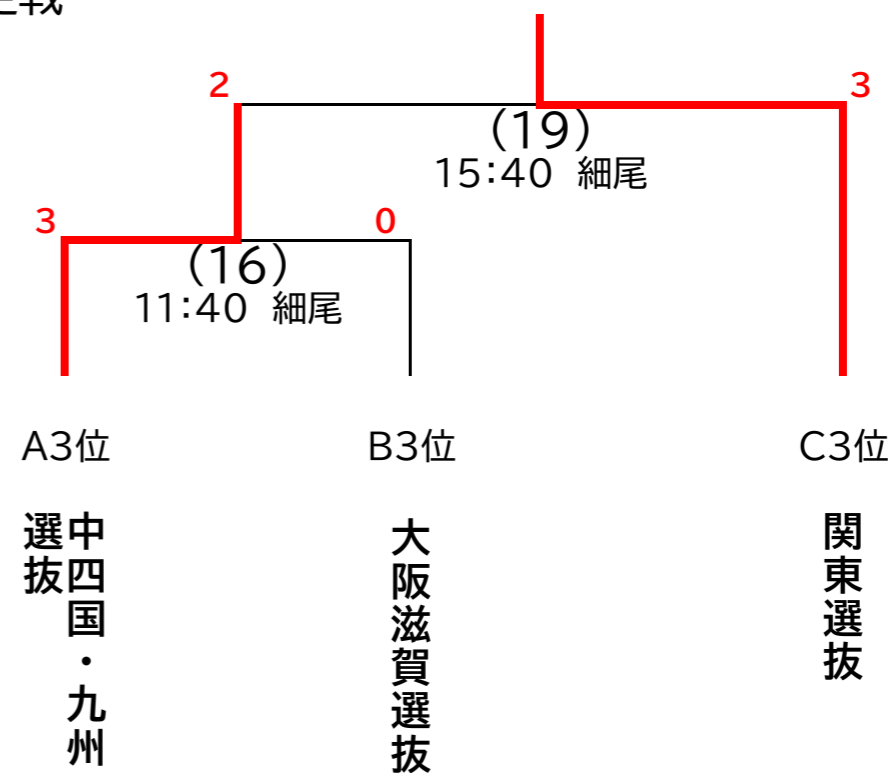 2
3
(19)
15:40 細尾
3
0
(16)
11:40 細尾
A3位
B3位
C3位
中四国・九州
選抜
大阪滋賀選抜
関東選抜